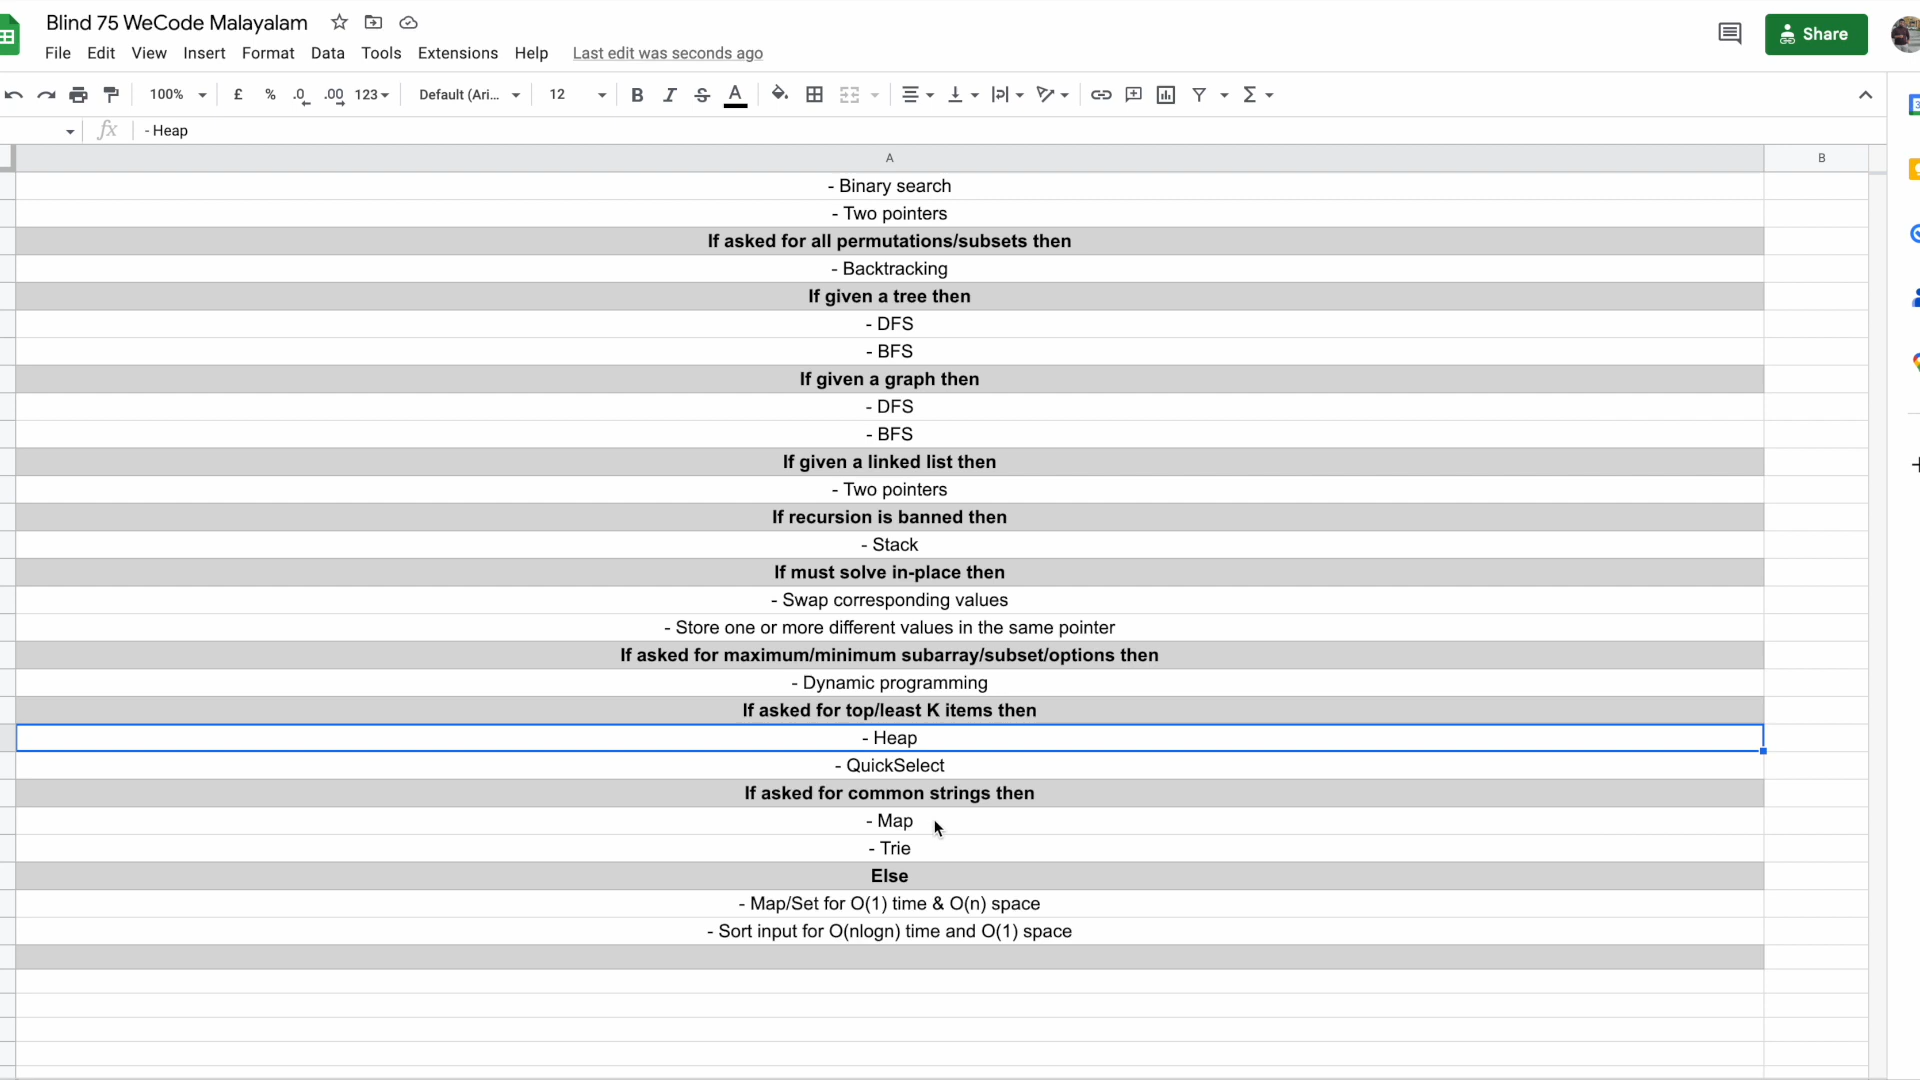 Blind 75 WeCode Malayalam
File Edit View Insert Format Data Tools Extensions Help Last edit was seconds ago
Share
100% £ % .0 .00 123 Default (Ari... 12 B I S A
fx - Heap
A B
- Binary search
- Two pointers
If asked for all permutations/subsets then
- Backtracking
If given a tree then
- DFS
- BFS
If given a graph then
- DFS
- BFS
If given a linked list then
- Two pointers
If recursion is banned then
- Stack
If must solve in-place then
- Swap corresponding values
- Store one or more different values in the same pointer
If asked for maximum/minimum subarray/subset/options then
- Dynamic programming
If asked for top/least K items then
- Heap
- QuickSelect
If asked for common strings then
- Map
- Trie
Else
- Map/Set for O(1) time & O(n) space
- Sort input for O(nlogn) time and O(1) space